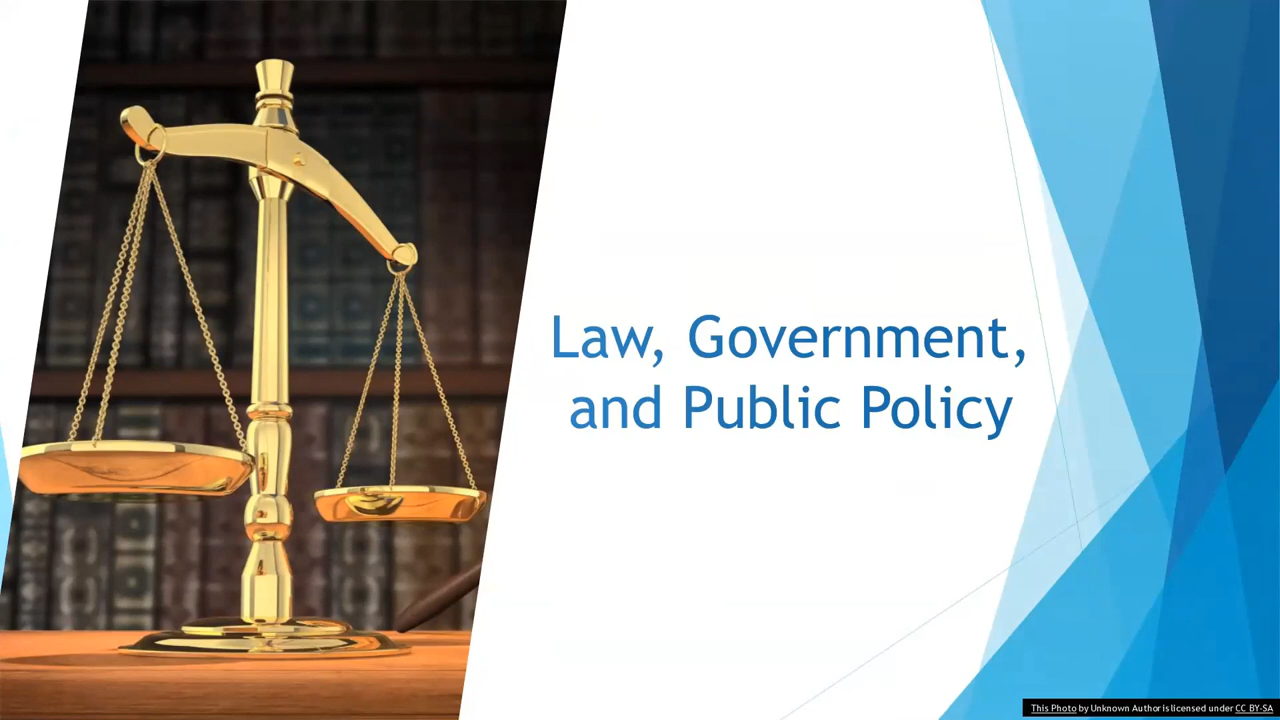 Law, Government,
and Public Policy
This Photo by Unknown Author is licensed under CC BY-SA